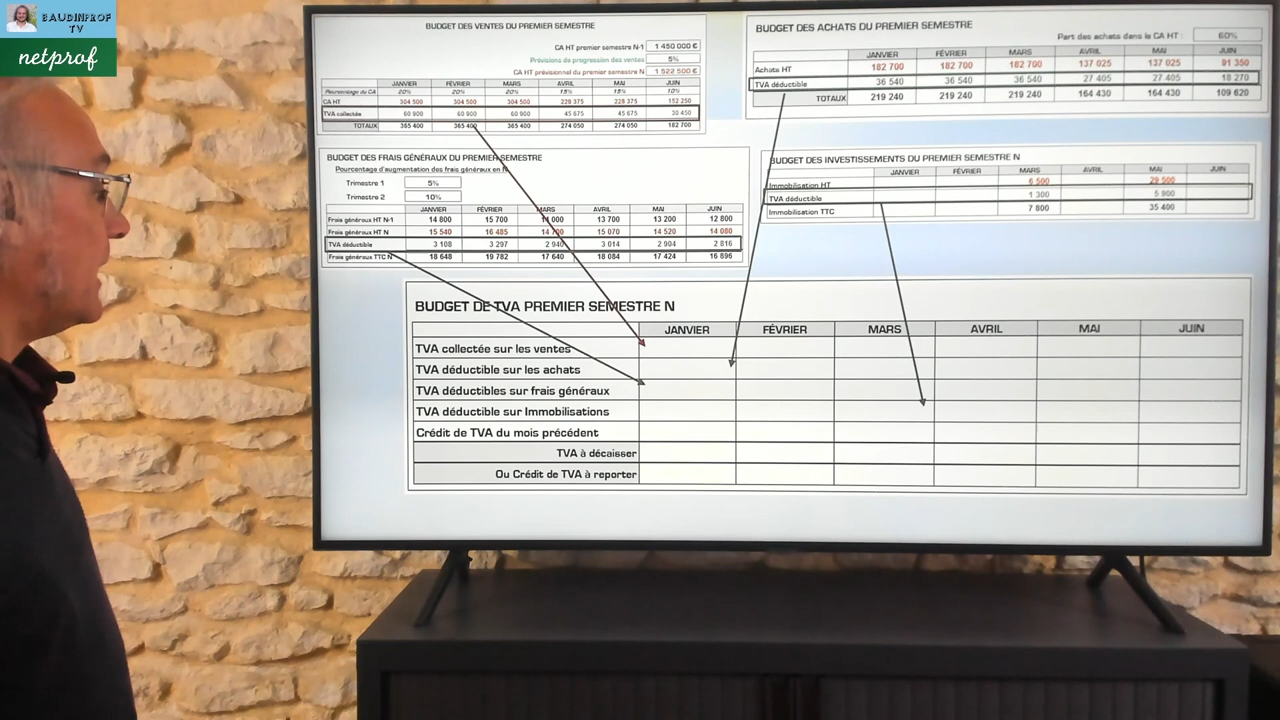 BAUDINPROF
TV
netprof
BUDGET DES VENTES DU PREMIER SEMESTRE
CA HT premier semestre N-1 1 450 000 €
Prévisions de progression des ventes 5%
CA HT prévisionnel du premier semestre N 1 522 500 €
JANVIER FÉVRIER MARS AVRIL MAI JUIN
Pourcentage du CA 20% 20% 20% 15% 15% 10%
CA HT 304 500 304 500 304 500 228 375 228 375 152 250
TVA collectée 60 900 60 900 60 900 45 675 45 675 30 450
TOTAUX 365 400 365 400 365 400 274 050 274 050 182 700
BUDGET DES ACHATS DU PREMIER SEMESTRE
Part des achats dans le CA HT : 60%
JANVIER FÉVRIER MARS AVRIL MAI JUIN
Achats HT 182 700 182 700 182 700 137 025 137 025 91 350
TVA déductible 36 540 36 540 36 540 27 405 27 405 18 270
TOTAUX 219 240 219 240 219 240 164 430 164 430 109 620
BUDGET DES FRAIS GÉNÉRAUX DU PREMIER SEMESTRE
Pourcentage d'augmentation des frais généraux en N
Trimestre 1 5%
Trimestre 2 10%
JANVIER FÉVRIER MARS AVRIL MAI JUIN
Frais généraux HT N-1 14 800 15 700 14 000 13 700 13 200 12 800
Frais généraux HT N 15 540 16 485 14 700 15 070 14 520 14 080
TVA déductible 3 108 3 297 2 940 3 014 2 904 2 816
Frais généraux TTC N 18 648 19 782 17 640 18 084 17 424 16 896
BUDGET DES INVESTISSEMENTS DU PREMIER SEMESTRE N
JANVIER FÉVRIER MARS AVRIL MAI JUIN
Immobilisation HT 6 500 29 500
TVA déductible 1 300 5 900
Immobilisation TTC 7 800 35 400
BUDGET DE TVA PREMIER SEMESTRE N
JANVIER FÉVRIER MARS AVRIL MAI JUIN
TVA collectée sur les ventes
TVA déductible sur les achats
TVA déductibles sur frais généraux
TVA déductible sur Immobilisations
Crédit de TVA du mois précédent
TVA à décaisser
Ou Crédit de TVA à reporter